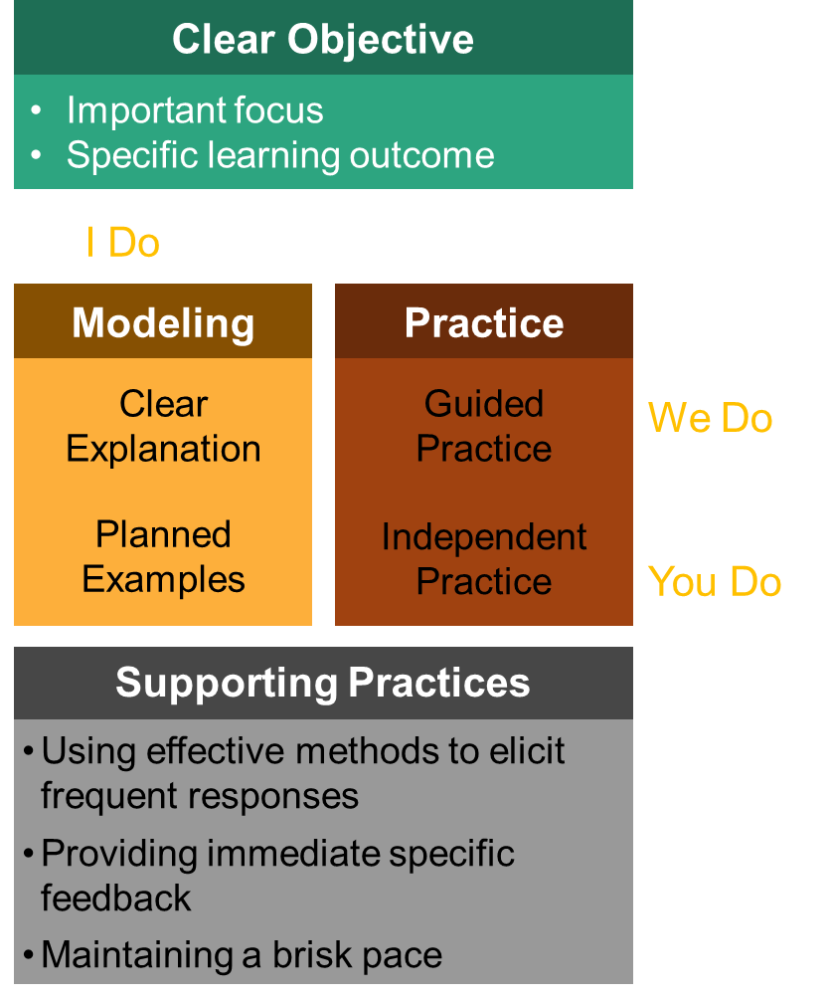 Clear Objective
• Important focus
• Specific learning outcome
I Do
Modeling
Clear
Explanation
Planned
Examples
Practice
Guided
Practice
We Do
Independent
Practice
You Do
Supporting Practices
• Using effective methods to elicit
frequent responses
• Providing immediate specific
feedback
• Maintaining a brisk pace